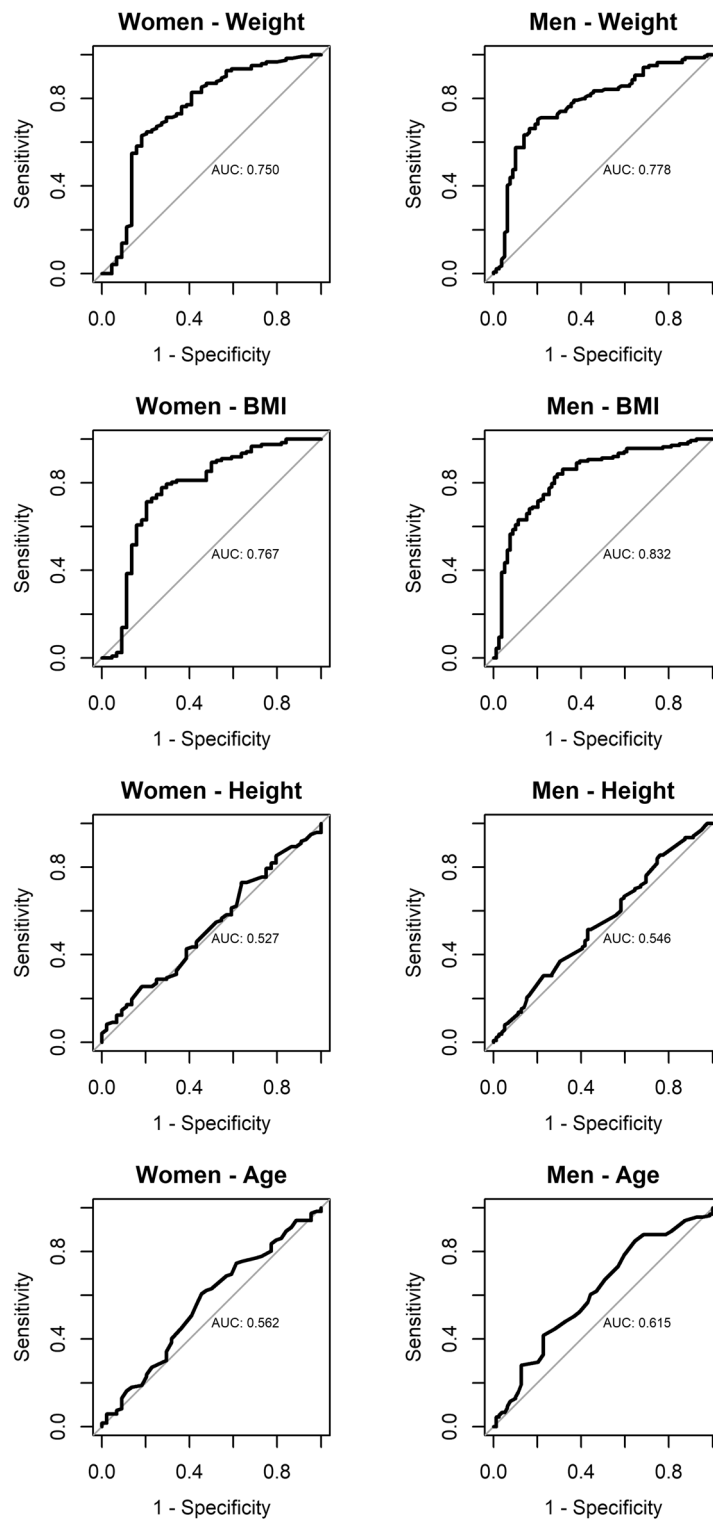 Women - Weight
Sensitivity
0.8
0.4
0.0
AUC: 0.750
0.0 0.4 0.8
1 - Specificity
Men - Weight
Sensitivity
0.8
0.4
0.0
AUC: 0.778
0.0 0.4 0.8
1 - Specificity
Women - BMI
Sensitivity
0.8
0.4
0.0
AUC: 0.767
0.0 0.4 0.8
1 - Specificity
Men - BMI
Sensitivity
0.8
0.4
0.0
AUC: 0.832
0.0 0.4 0.8
1 - Specificity
Women - Height
Sensitivity
0.8
0.4
0.0
AUC: 0.527
0.0 0.4 0.8
1 - Specificity
Men - Height
Sensitivity
0.8
0.4
0.0
AUC: 0.546
0.0 0.4 0.8
1 - Specificity
Women - Age
Sensitivity
0.8
0.4
0.0
AUC: 0.562
0.0 0.4 0.8
1 - Specificity
Men - Age
Sensitivity
0.8
0.4
0.0
AUC: 0.615
0.0 0.4 0.8
1 - Specificity